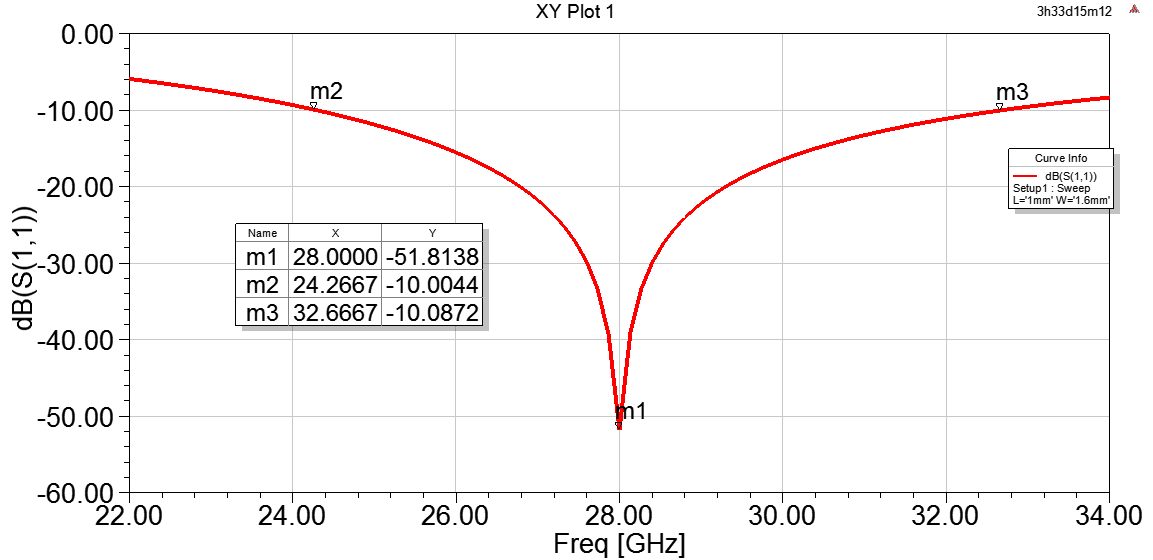 XY Plot 1
3h33d15m12
0.00
-10.00
-20.00
-30.00
-40.00
-50.00
-60.00
dB(S(1,1))
m2
m3
m1
Curve Info
dB(S(1,1))
Setup1 : Sweep
L='1mm' W='1.6mm'
Name X Y
m1 28.0000 -51.8138
m2 24.2667 -10.0044
m3 32.6667 -10.0872
22.00 24.00 26.00 28.00 30.00 32.00 34.00
Freq [GHz]